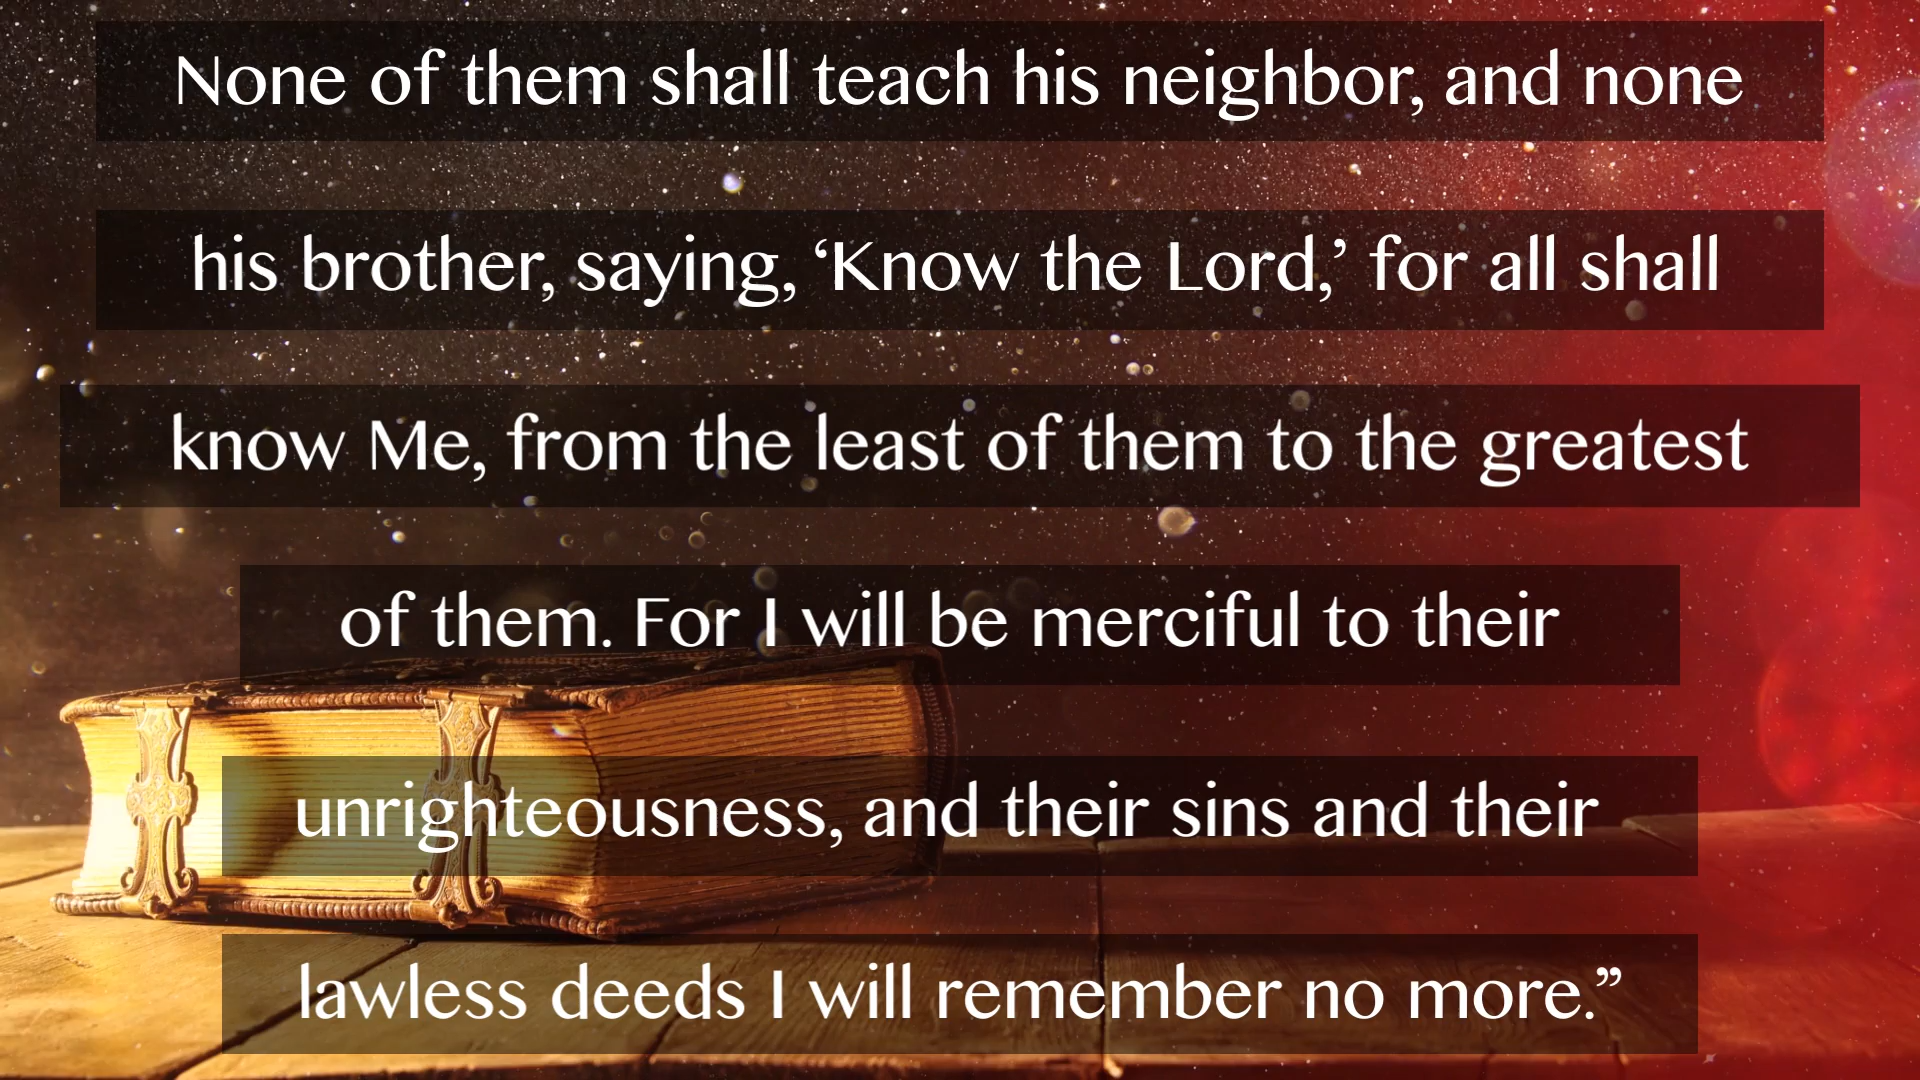 None of them shall teach his neighbor, and none
his brother, saying, ‘Know the Lord,’ for all shall
know Me, from the least of them to the greatest
of them. For I will be merciful to their
unrighteousness, and their sins and their
lawless deeds I will remember no more.”